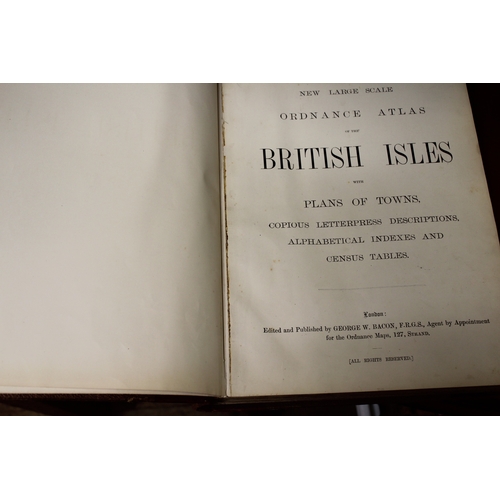 NEW LARGE SCALE
ORDNANCE ATLAS
OF THE
BRITISH ISLES
WITH
PLANS OF TOWNS,
COPIOUS LETTERPRESS DESCRIPTIONS,
ALPHABETICAL INDEXES AND
CENSUS TABLES.
London:
Edited and Published by GEORGE W. BACON, F.R.G.S., Agent by Appointment
for the Ordnance Maps, 127, STRAND.
[ALL RIGHTS RESERVED]